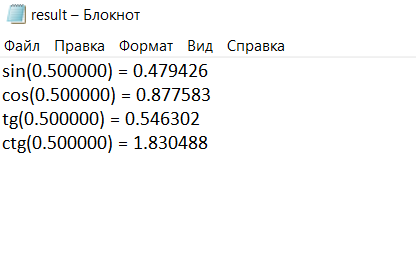 result – Блокнот
Файл Правка Формат Вид Справка
sin(0.500000) = 0.479426
cos(0.500000) = 0.877583
tg(0.500000) = 0.546302
ctg(0.500000) = 1.830488